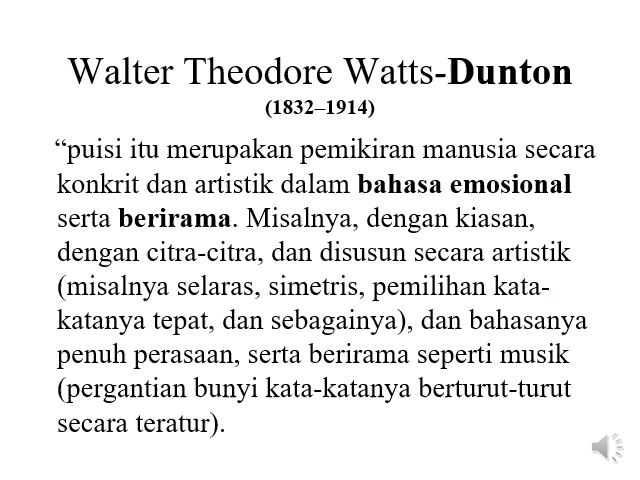 Walter Theodore Watts-Dunton
(1832–1914)
“puisi itu merupakan pemikiran manusia secara
konkrit dan artistik dalam bahasa emosional
serta berirama. Misalnya, dengan kiasan,
dengan citra-citra, dan disusun secara artistik
(misalnya selaras, simetris, pemilihan kata-
katanya tepat, dan sebagainya), dan bahasanya
penuh perasaan, serta berirama seperti musik
(pergantian bunyi kata-katanya berturut-turut
secara teratur).